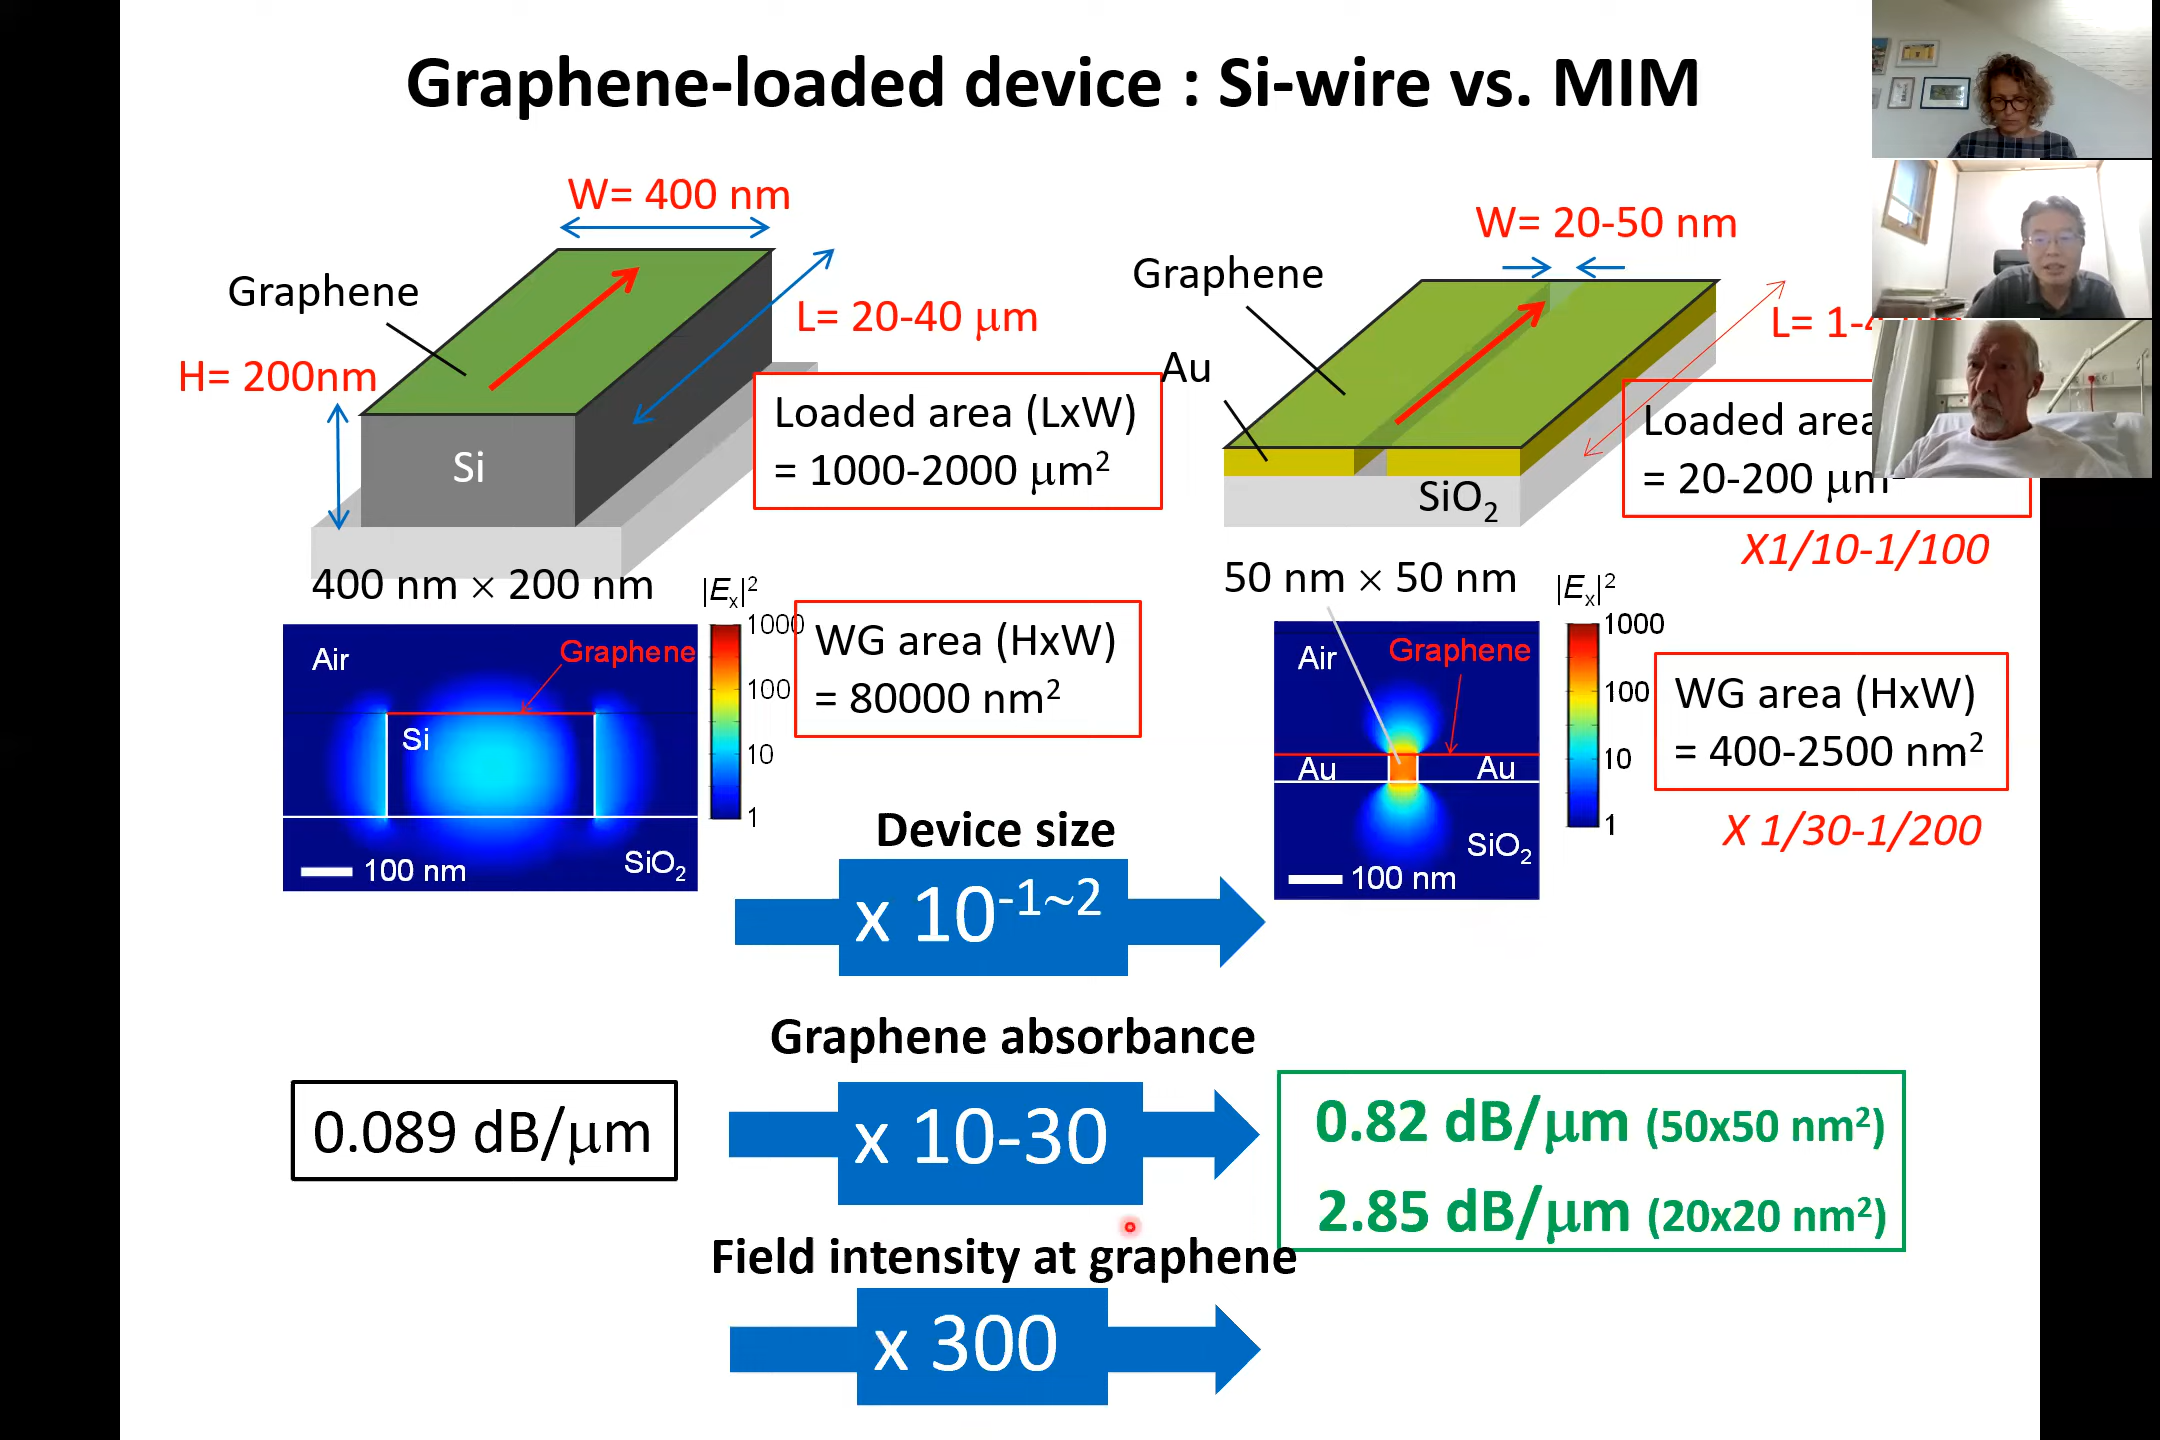 Graphene-loaded device : Si-wire vs. MIM
W= 400 nm
Graphene
L= 20-40 μm
H= 200nm
Si
Loaded area (LxW)
= 1000-2000 μm²
400 nm × 200 nm
|Eₓ|²
1000
100
10
1
Air
Graphene
Si
SiO₂
100 nm
WG area (HxW)
= 80000 nm²
W= 20-50 nm
Graphene
Au
L= 1-4
SiO₂
Loaded area
= 20-200 μm²
X1/10-1/100
50 nm × 50 nm
|Eₓ|²
1000
100
10
1
Air
Graphene
Au
Au
SiO₂
100 nm
WG area (HxW)
= 400-2500 nm²
X 1/30-1/200
Device size
x 10⁻¹~²
Graphene absorbance
0.089 dB/μm
x 10-30
0.82 dB/μm (50x50 nm²)
2.85 dB/μm (20x20 nm²)
Field intensity at graphene
x 300